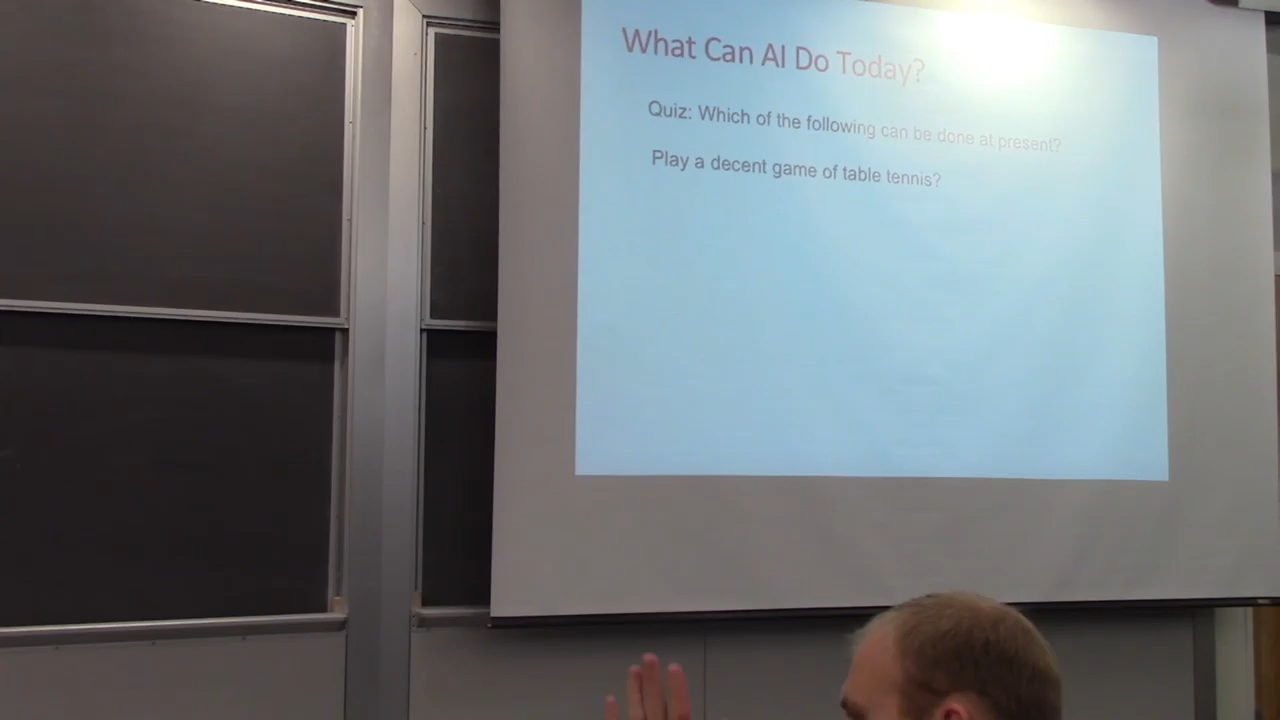 What Can AI Do Today?
Quiz: Which of the following can be done at present?
Play a decent game of table tennis?